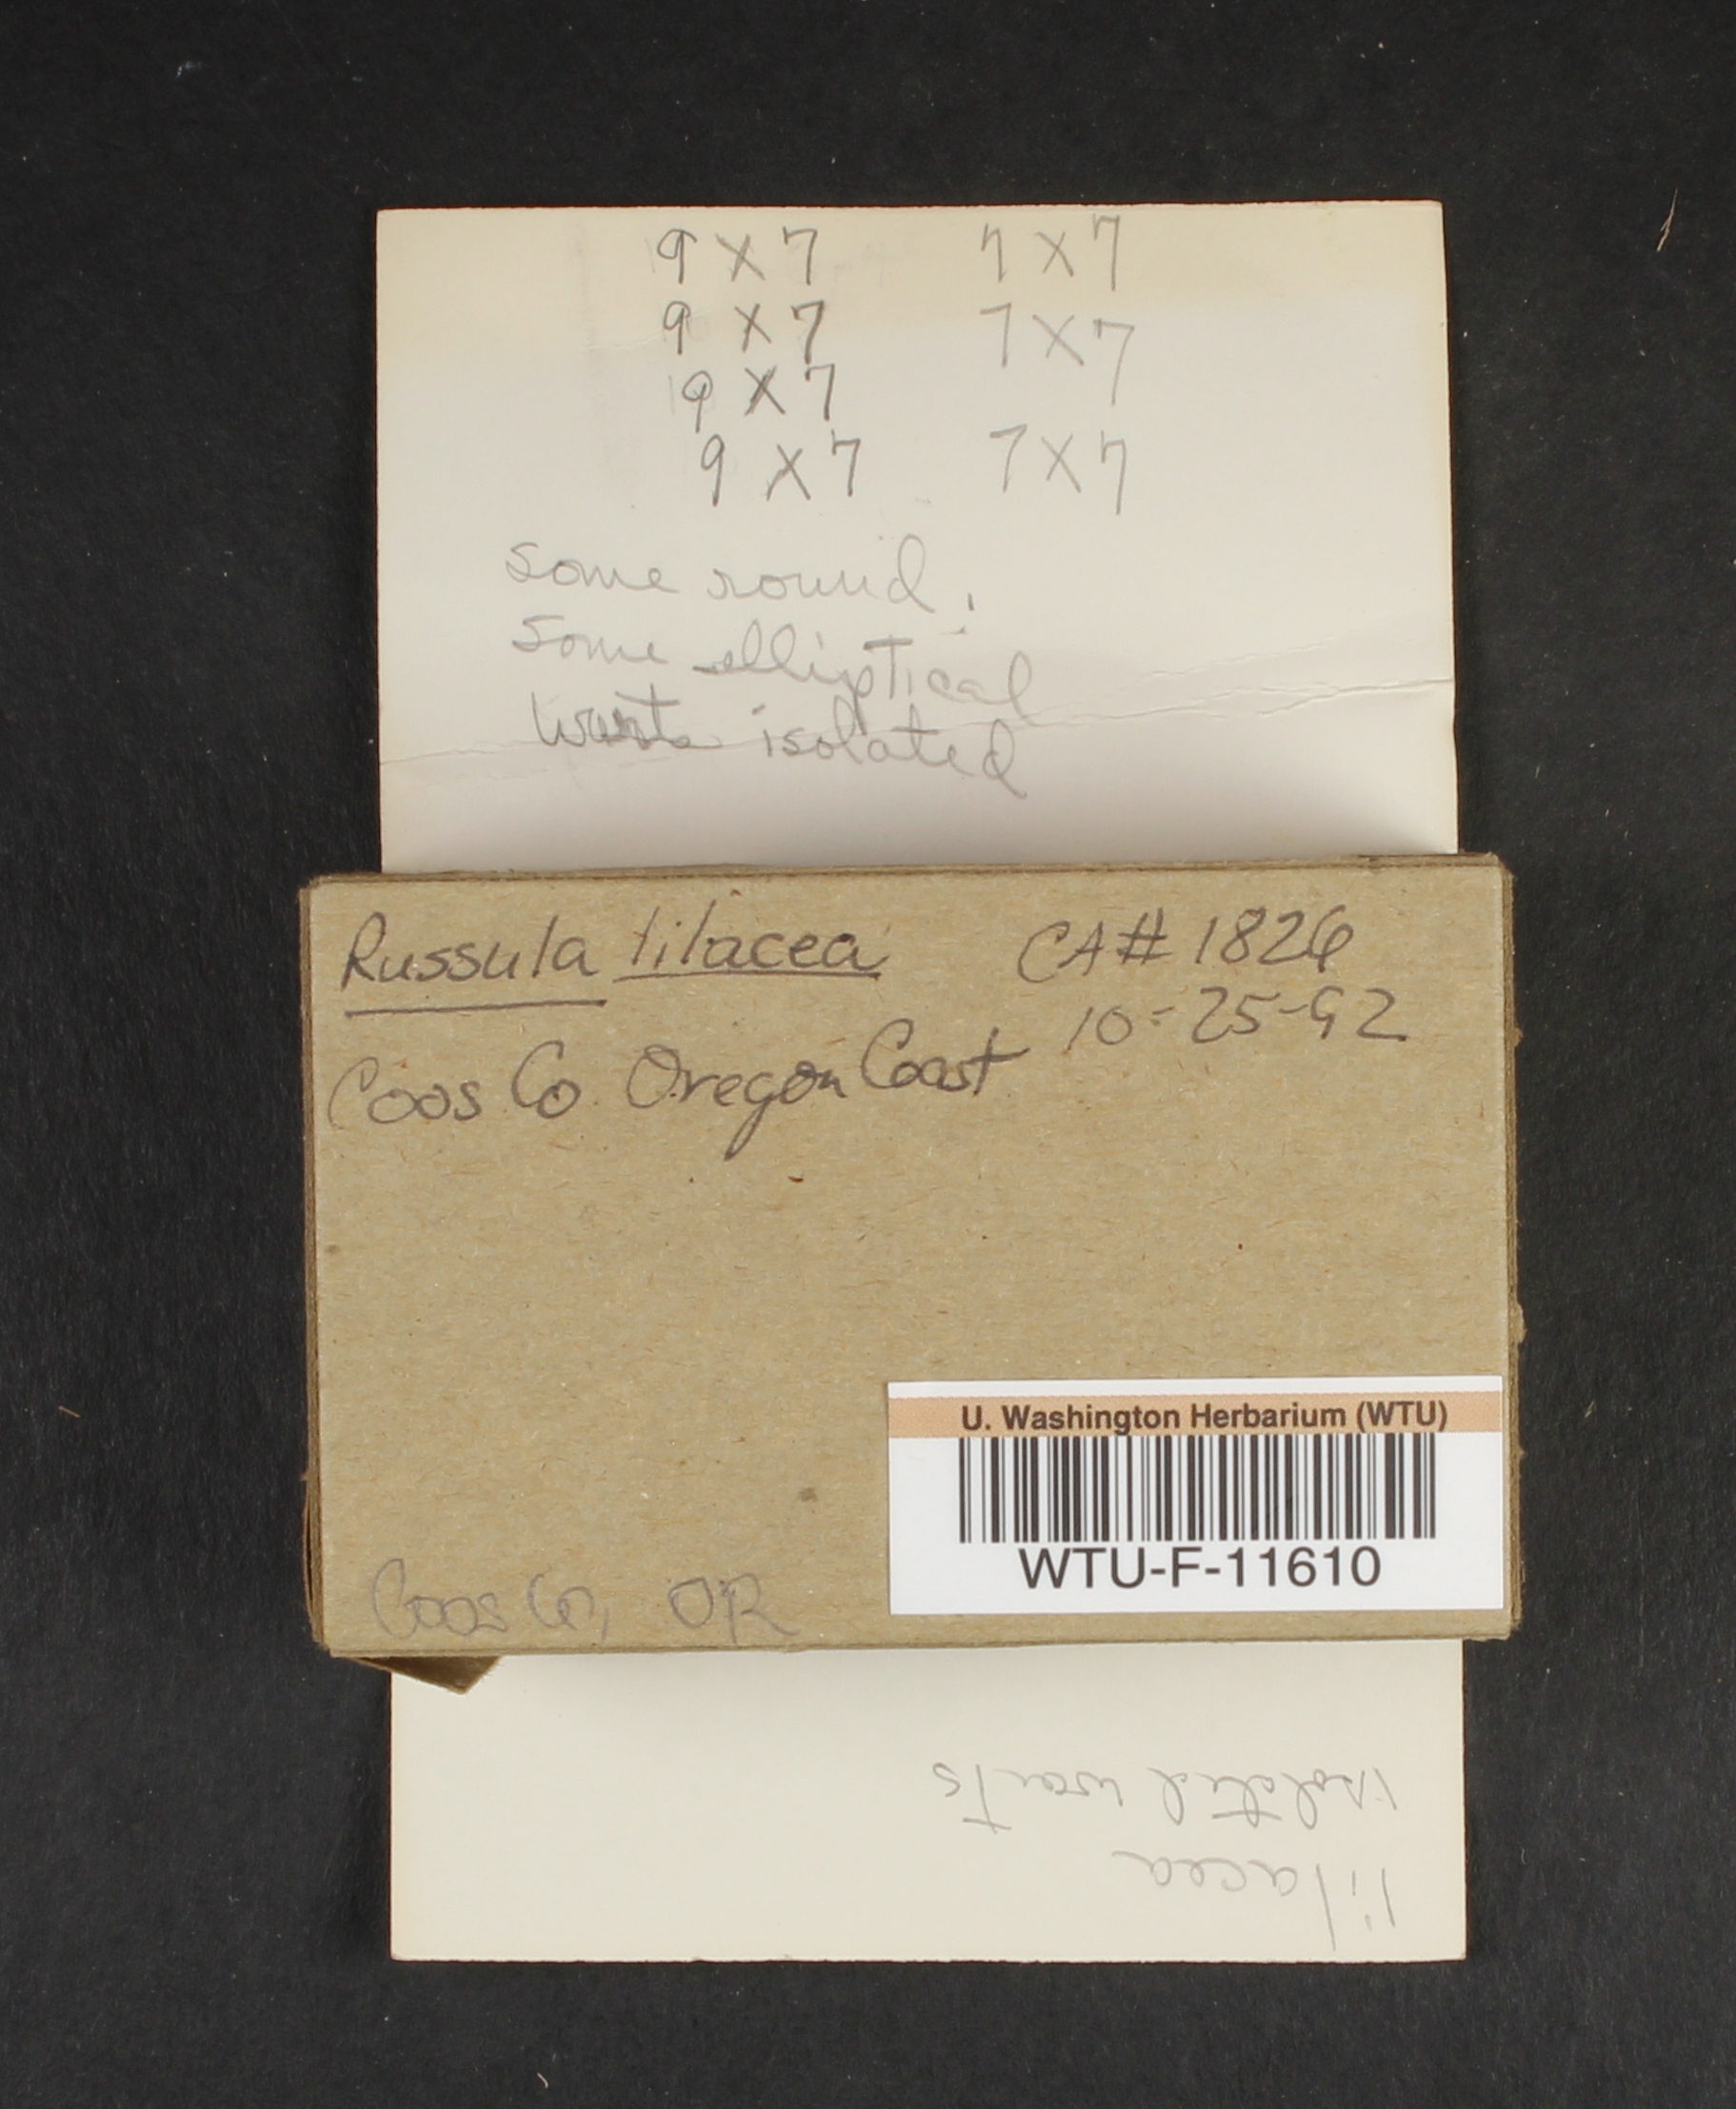 9 X 7 7 X 7
9 X 7 7 X 7
9 X 7
9 X 7 7 X 7
some round,
some elliptical
warts isolated
Russula lilacea CA# 1826
10-25-92
Coos Co. Oregon Coast
U. Washington Herbarium (WTU)
WTU-F-11610
Coos Co, OR
lilacea
isolated warts